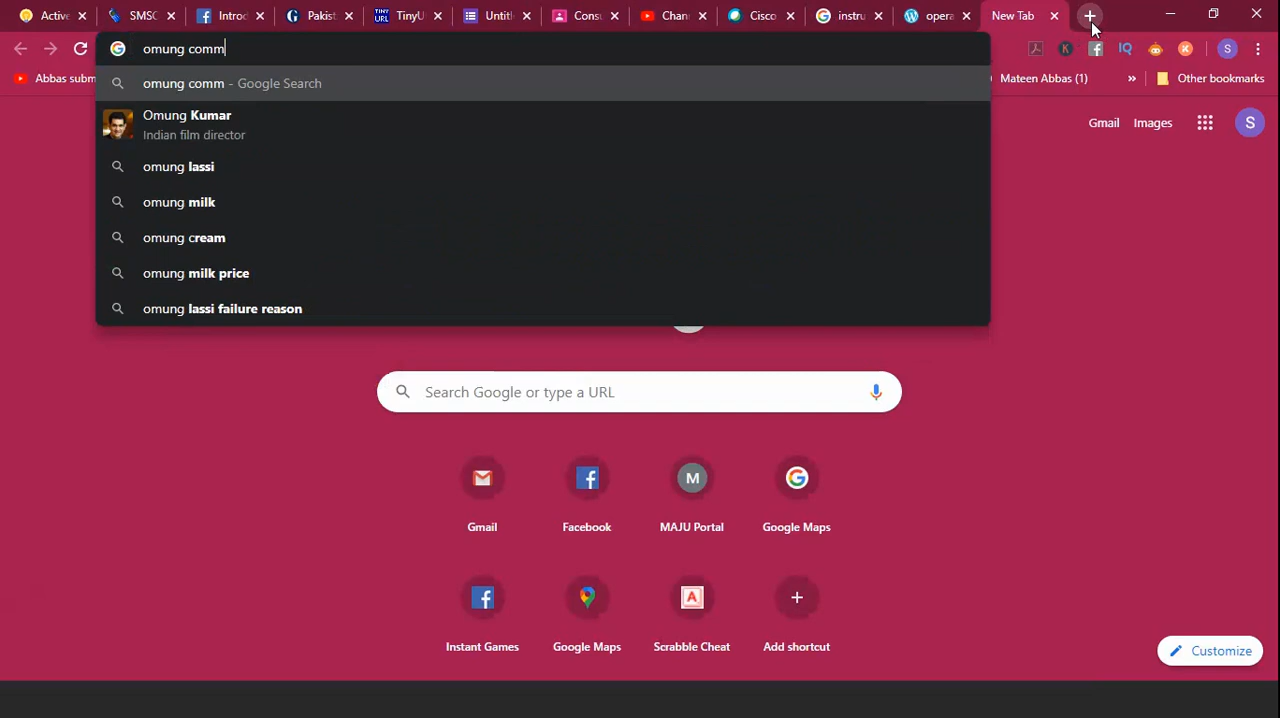 Active
SMSC
Introd
Pakist
TinyU
Untitl
Consu
Chann
Cisco
instru
opera
New Tab
omung comm
Abbas subm
Mateen Abbas (1)
»
Other bookmarks
omung comm - Google Search
Omung Kumar
Indian film director
omung lassi
omung milk
omung cream
omung milk price
omung lassi failure reason
Gmail
Images
S
Search Google or type a URL
M
Gmail
Facebook
MAJU Portal
Google Maps
Instant Games
Google Maps
Scrabble Cheat
Add shortcut
Customize